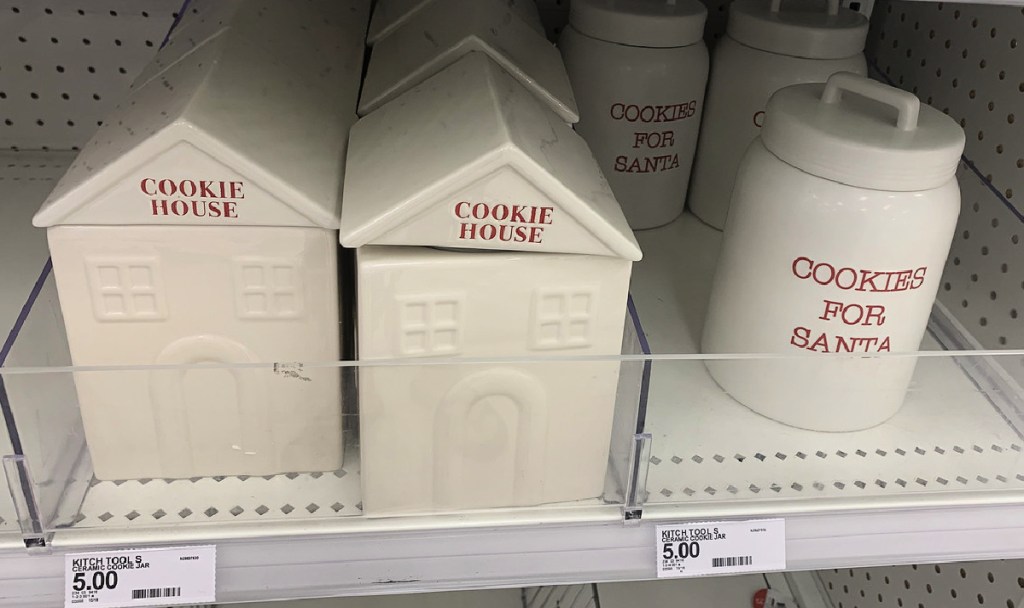 COOKIE
HOUSE
COOKIE
HOUSE
COOKIES
FOR
SANTA
COOKIES
FOR
SANTA
KITCH TOOLS
CERAMIC COOKIE JAR
5.00
KITCH TOOLS
CERAMIC COOKIE JAR
5.00